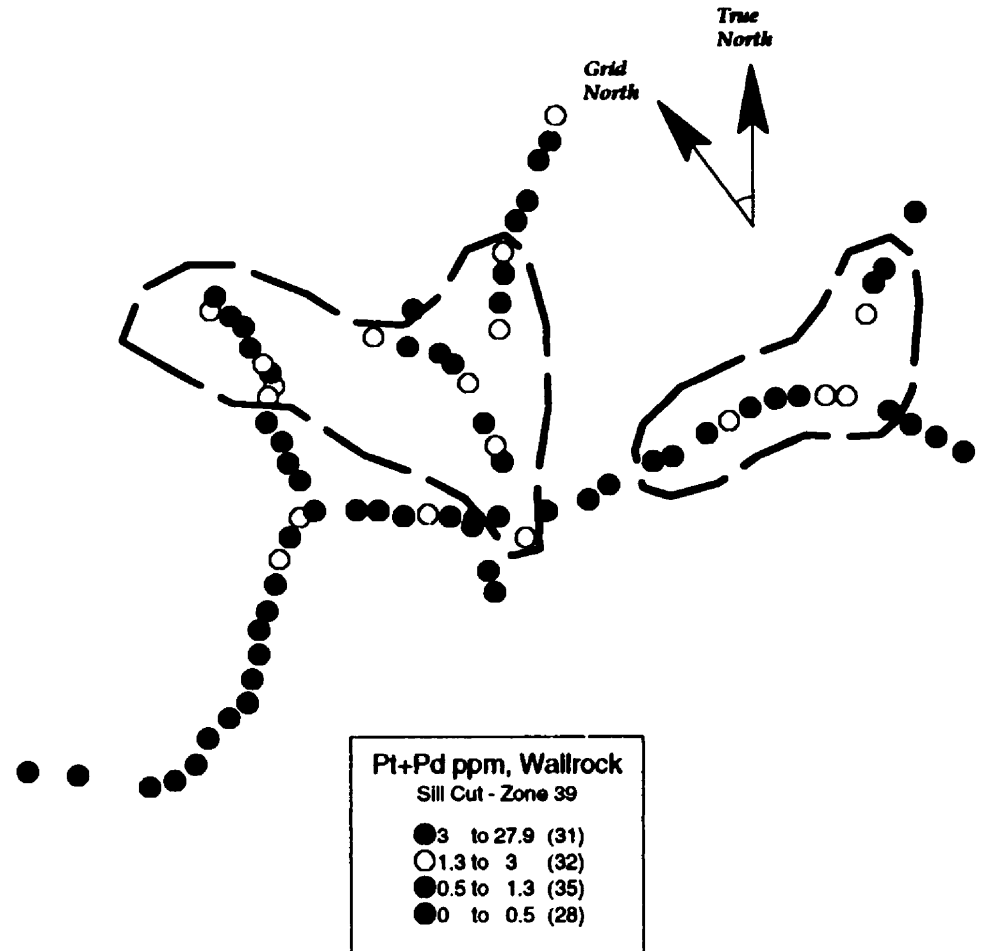 True
North
Grid
North
Pt+Pd ppm, Wallrock
Sill Cut - Zone 39
3 to 27.9 (31)
1.3 to 3 (32)
0.5 to 1.3 (35)
0 to 0.5 (28)